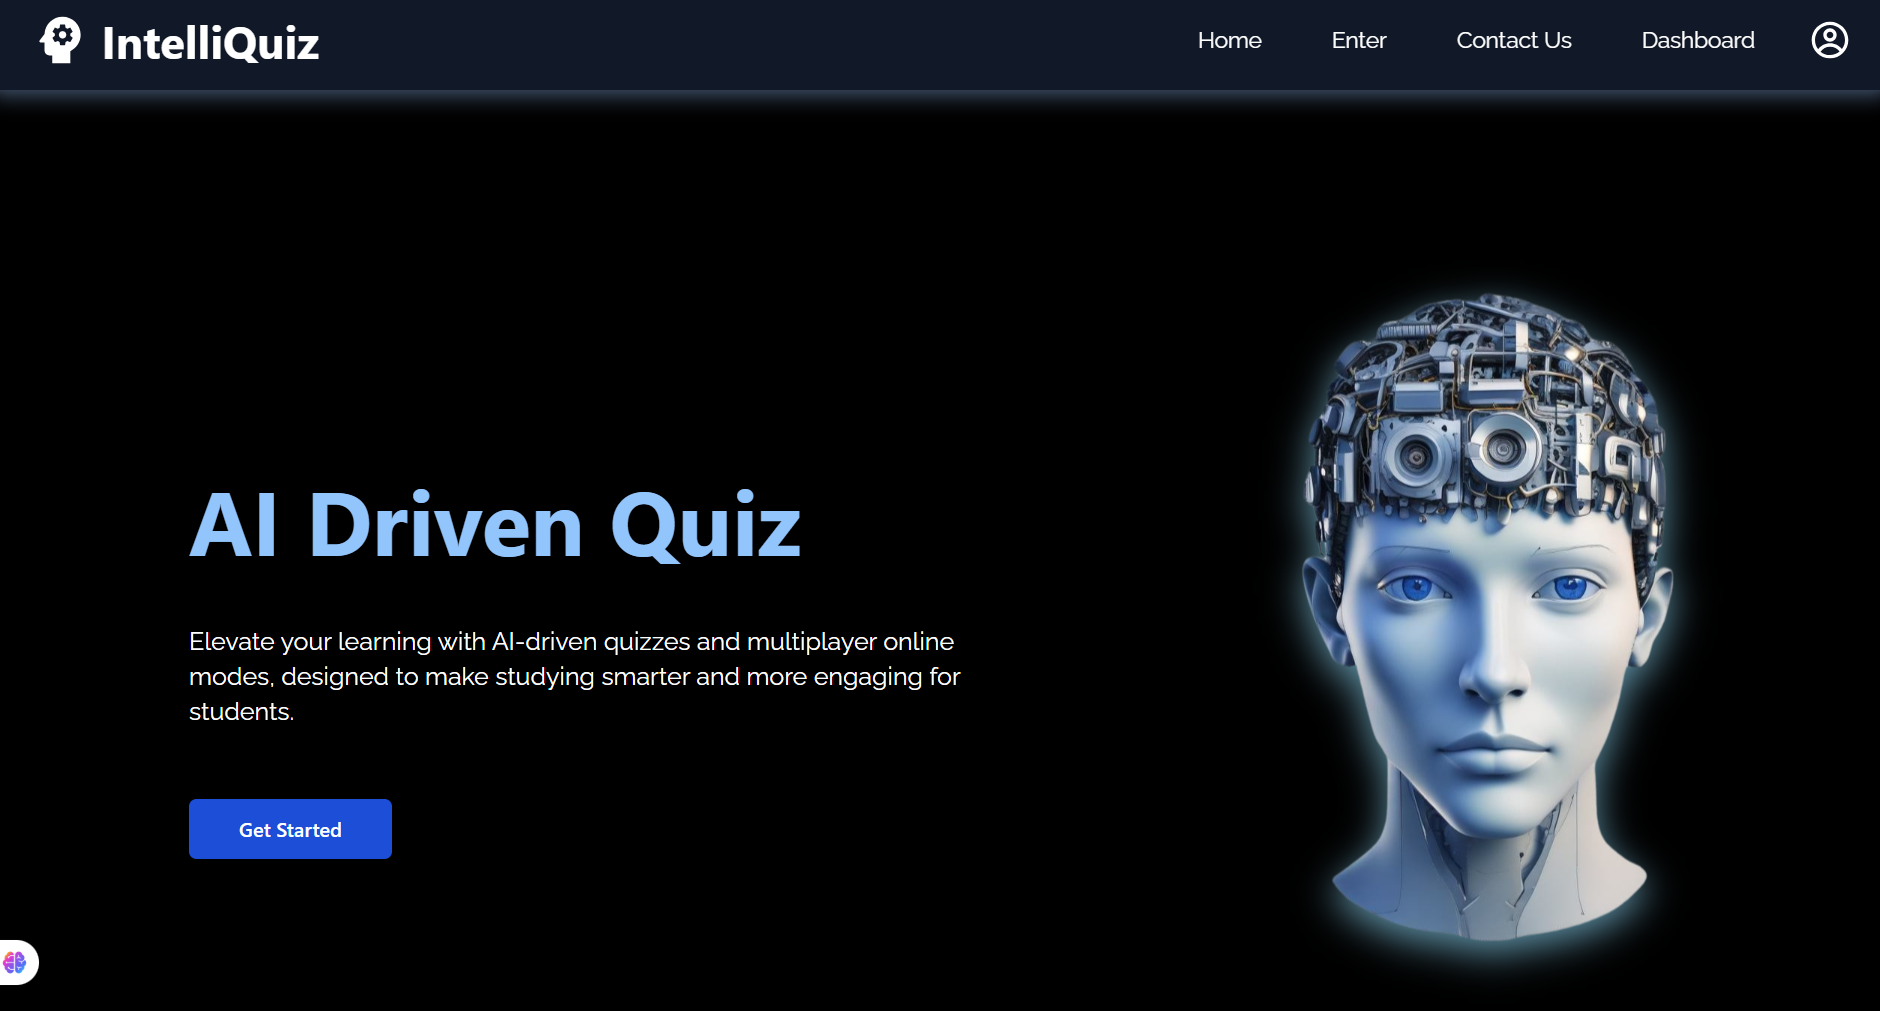 IntelliQuiz
Home
Enter
Contact Us
Dashboard
AI Driven Quiz
Elevate your learning with AI-driven quizzes and multiplayer online
modes, designed to make studying smarter and more engaging for
students.
Get Started